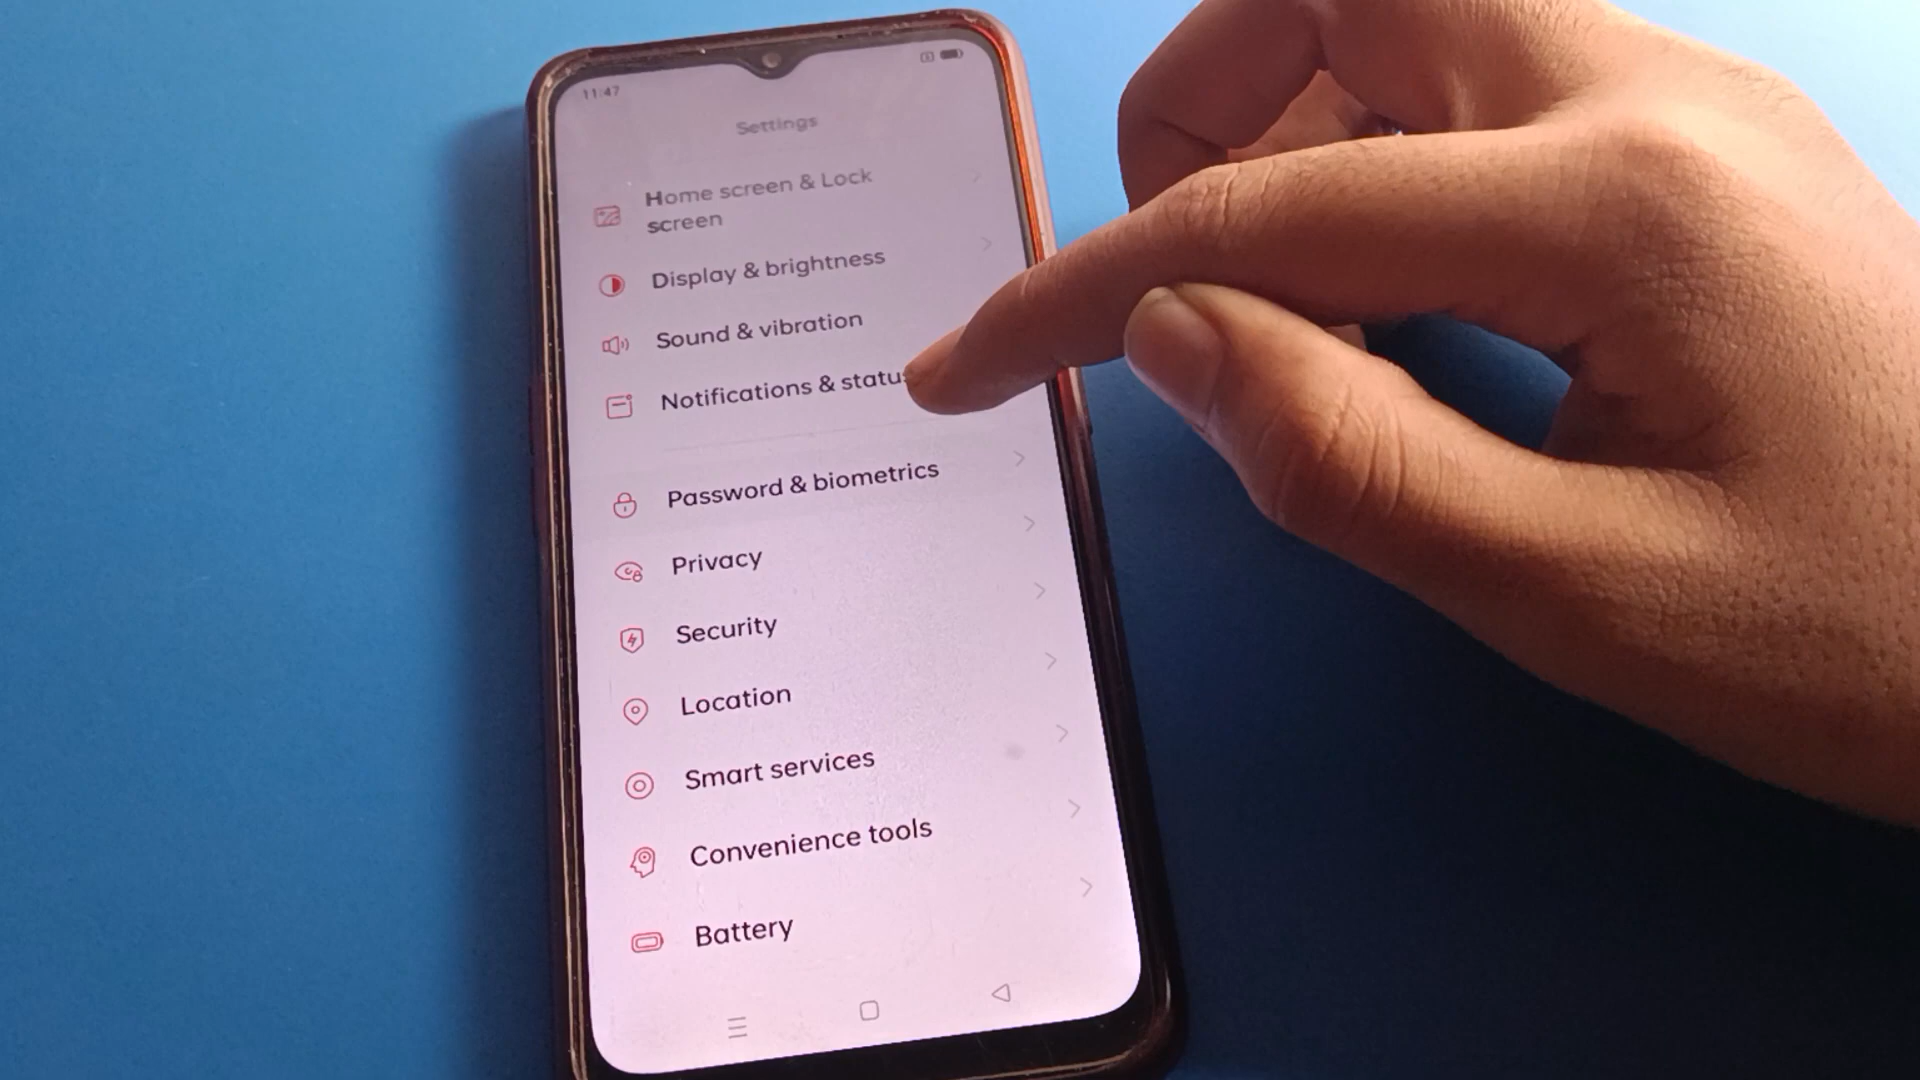 11:47
Settings
Home screen & Lock
screen
Display & brightness
Sound & vibration
Notifications & status
Password & biometrics
Privacy
Security
Location
Smart services
Convenience tools
Battery